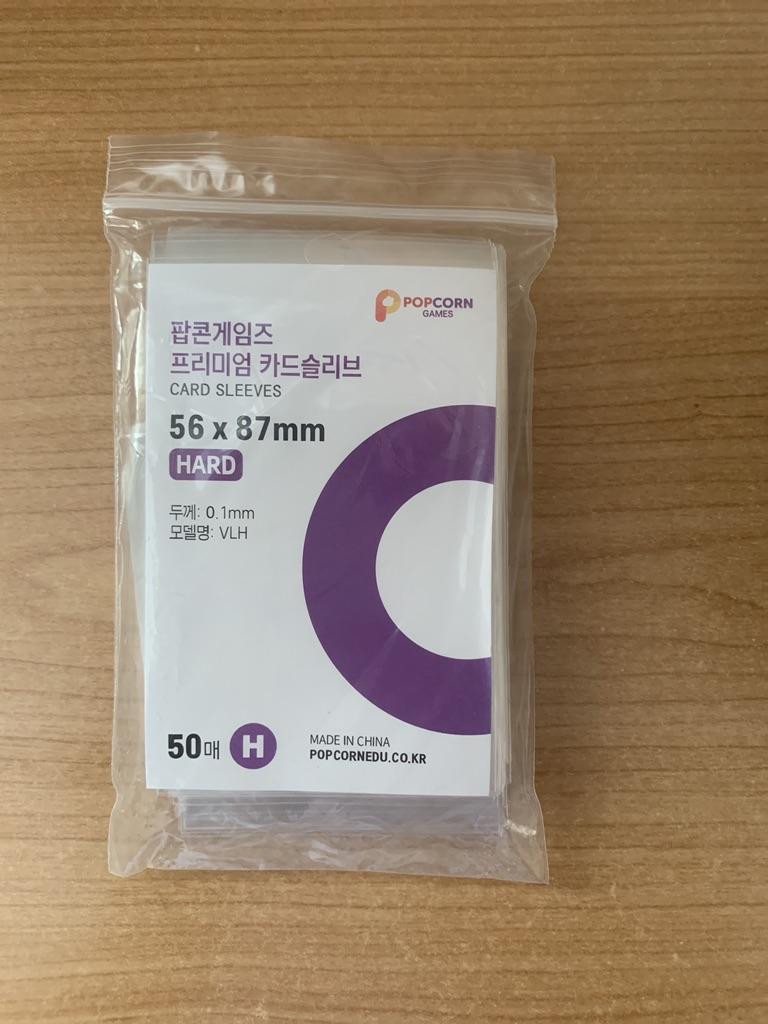 POPCORN
GAMES
팝콘게임즈
프리미엄 카드슬리브
CARD SLEEVES
56 x 87mm
HARD
두께: 0.1mm
모델명: VLH
50매
H
MADE IN CHINA
POPCORNEDU.CO.KR